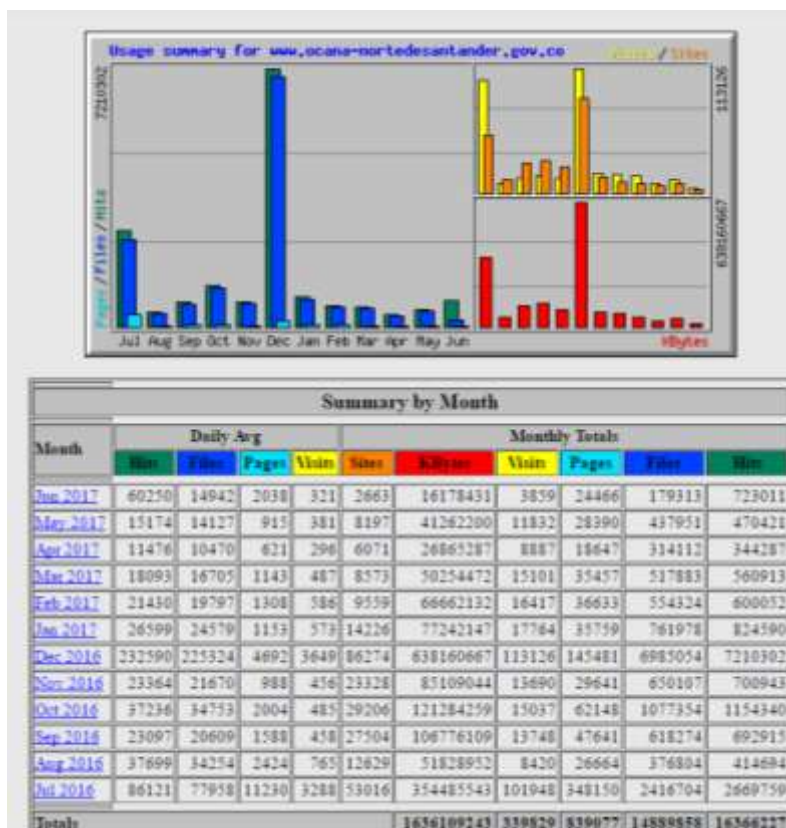 Usage summary for www.ocana-nortedesantander.gov.co
Visits / Sites
7210302
113126
Pages / Files / Hits
638160667
Jul Aug Sep Oct Nov Dec Jan Feb Mar Apr May Jun
KBytes
Summary by Month
Month Daily Avg Monthly Totals
Hits Files Pages Visits Sites KBytes Visits Pages Files Hits
Jun 2017 60250 14942 2038 321 2663 16178431 3859 24466 179313 723011
May 2017 15174 14127 915 381 8197 41262200 11832 28390 437951 470421
Apr 2017 11476 10470 621 296 6071 26865287 8887 18647 314112 344287
Mar 2017 18093 16705 1143 487 8573 50254472 15101 35457 517883 560913
Feb 2017 21430 19797 1308 586 9559 66662132 16417 36633 554324 600052
Jan 2017 26599 24579 1153 573 14226 77242147 17764 35759 761978 824590
Dec 2016 232590 225324 4692 3649 86274 638160667 113126 145481 6985054 7210302
Nov 2016 23364 21670 988 456 23328 85109044 13690 29641 650107 700943
Oct 2016 37236 34753 2004 485 29206 121284259 15037 62148 1077354 1154340
Sep 2016 23097 20609 1588 458 27504 106776109 13748 47641 618274 692915
Aug 2016 37699 34254 2424 765 12629 51828952 8420 26664 376804 414694
Jul 2016 86121 77958 11230 3288 53016 354485543 101948 348150 2416704 2669759
Totals 1636109243 339829 839077 14889858 16366227